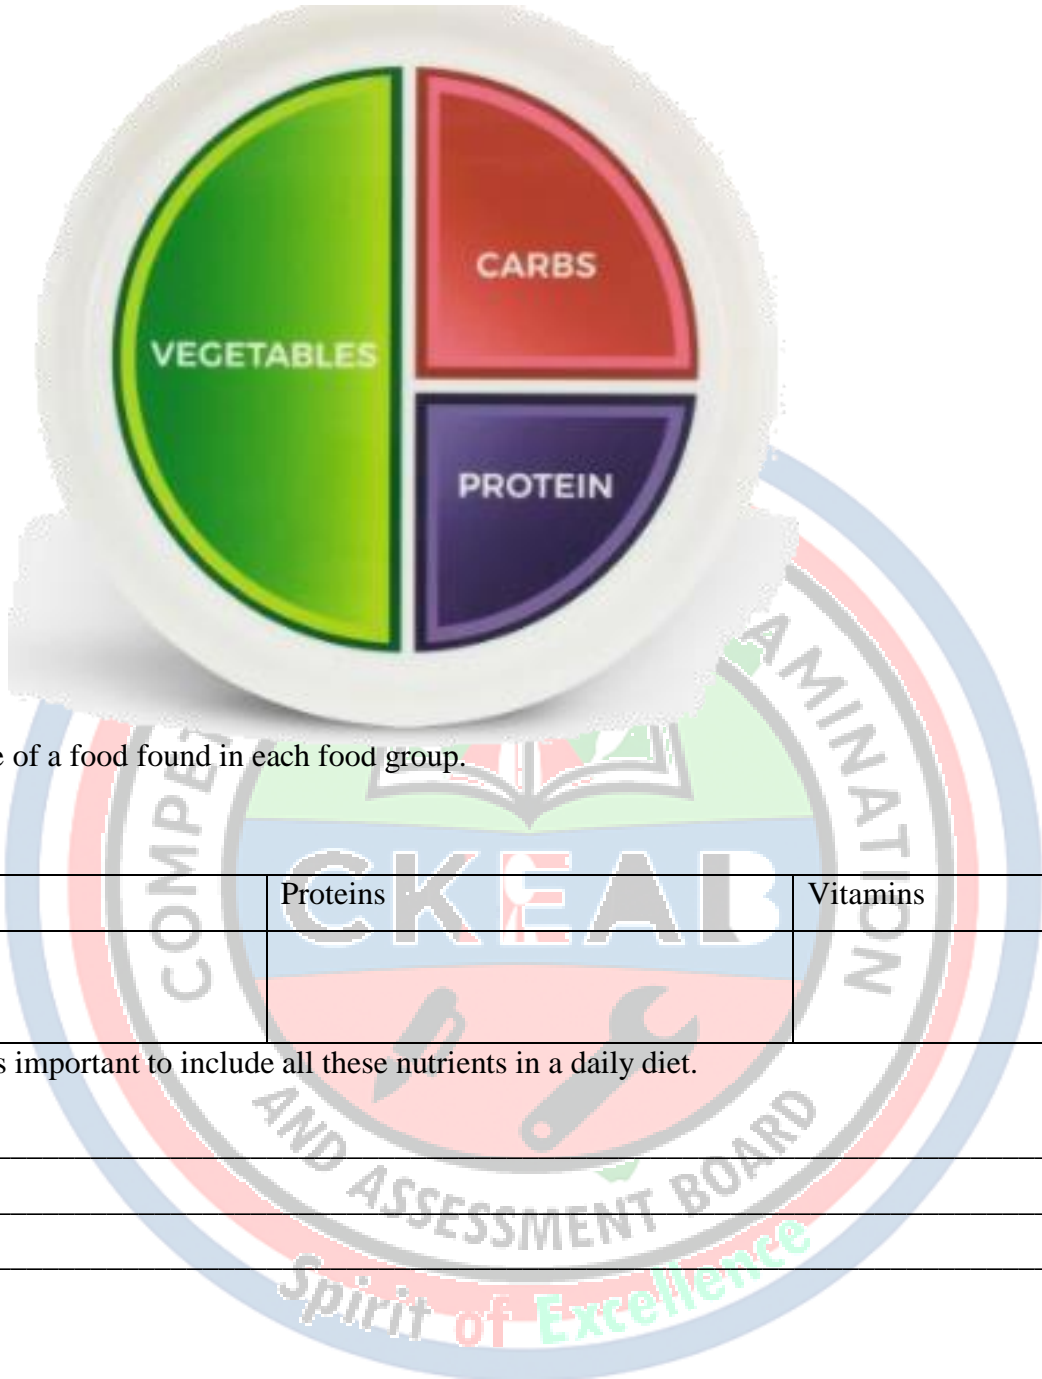 CARBS
VEGETABLES
PROTEIN
of a food found in each food group.
Proteins Vitamins
important to include all these nutrients in a daily diet.
CKEAB
AMINATION
COMPET
AND ASSESSMENT BOARD
Spirit of Excellence